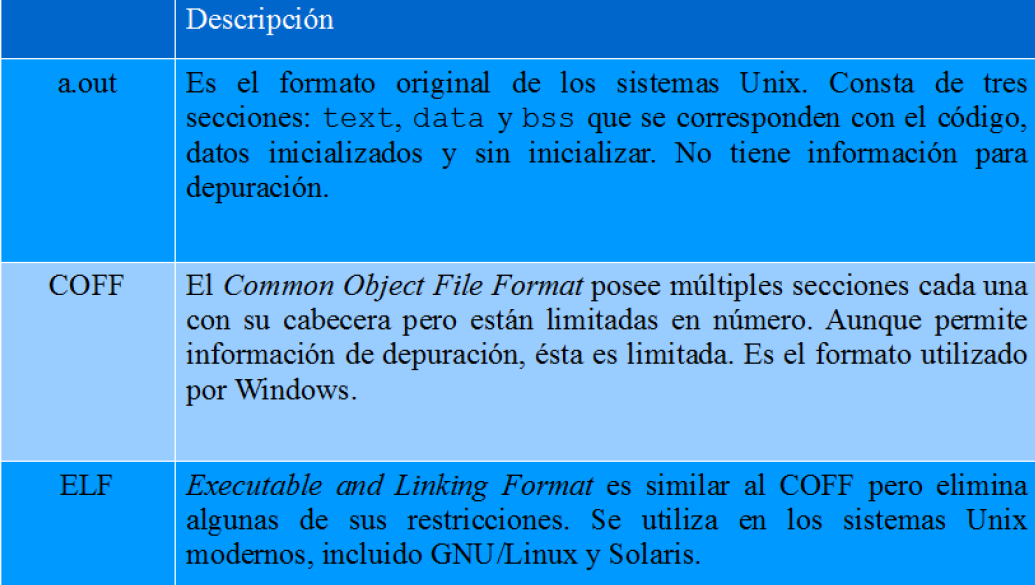 Descripción
a.out
Es el formato original de los sistemas Unix. Consta de tres
secciones: text, data y bss que se corresponden con el código,
datos inicializados y sin inicializar. No tiene información para
depuración.
COFF
El Common Object File Format posee múltiples secciones cada una
con su cabecera pero están limitadas en número. Aunque permite
información de depuración, ésta es limitada. Es el formato utilizado
por Windows.
ELF
Executable and Linking Format es similar al COFF pero elimina
algunas de sus restricciones. Se utiliza en los sistemas Unix
modernos, incluido GNU/Linux y Solaris.